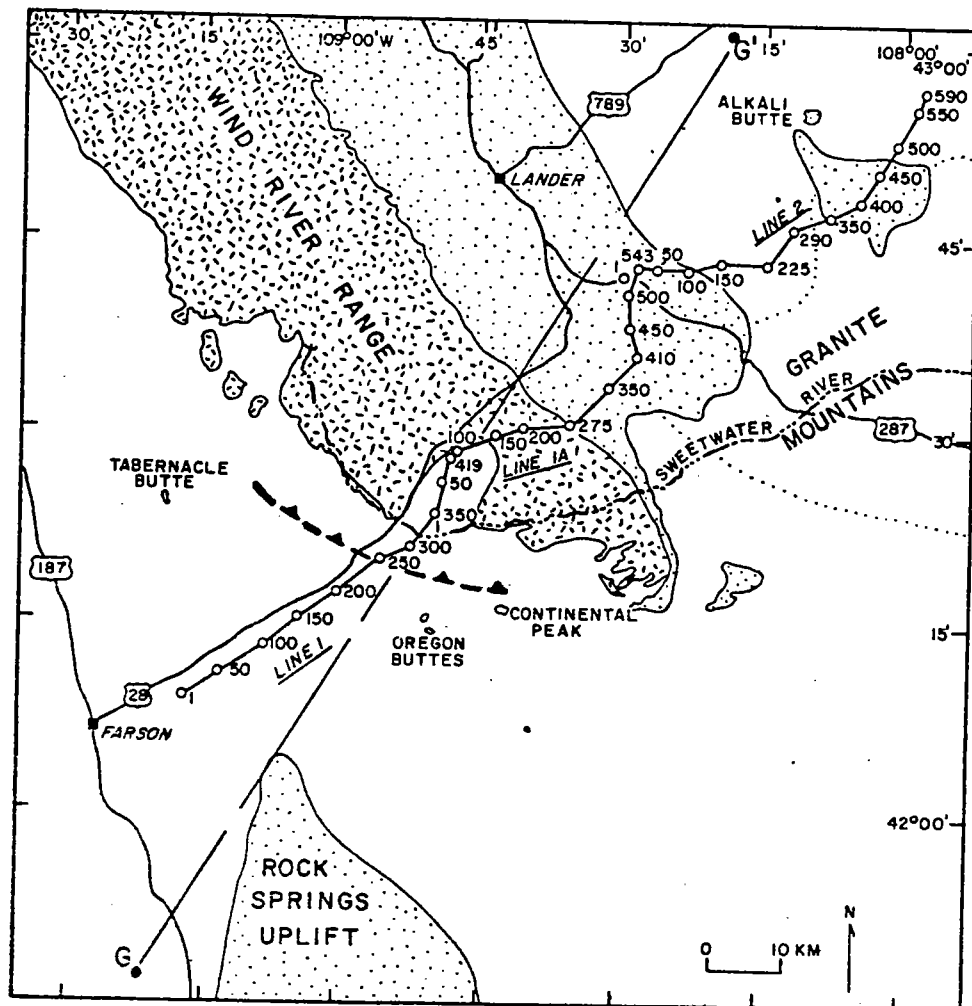 30
15
109°00' W
45
30
G'
15'
108°00'
43°00'
WIND
RIVER
RANGE
789
ALKALI
BUTTE
590
550
500
450
400
350
290
225
LINE 2
LANDER
45'
1
543
50
100
150
500
450
410
350
275
200
150
100
419
LINE 1A
50
350
300
250
200
150
100
50
1
LINE 1
GRANITE
MOUNTAINS
SWEETWATER
RIVER
287
30'
TABERNACLE
BUTTE
187
CONTINENTAL
PEAK
OREGON
BUTTES
15'
28
FARSON
42°00'
ROCK
SPRINGS
UPLIFT
G
N
0 10 KM